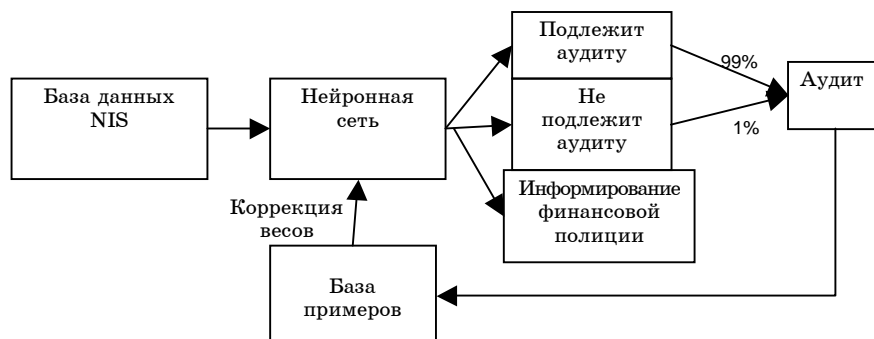 База данных
NIS
Нейронная
сеть
Подлежит
аудиту
Не
подлежит
аудиту
Информирование
финансовой
полиции
99%
1%
Аудит
Коррекция
весов
База
примеров